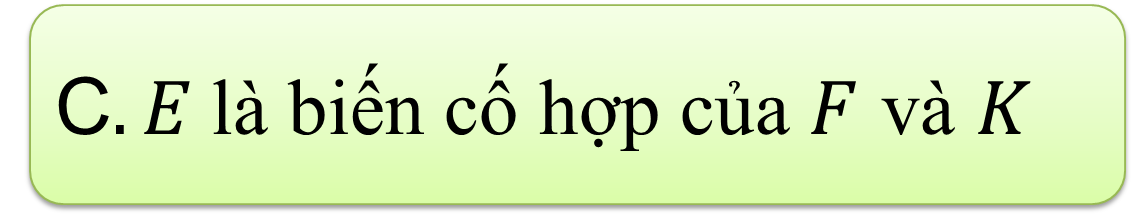 C. E là biến cố hợp của F và K